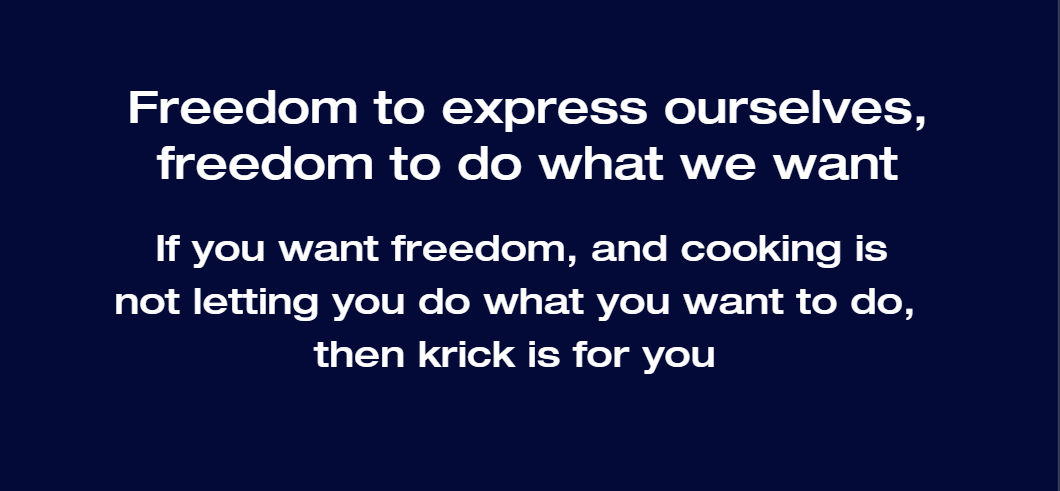 Freedom to express ourselves,
freedom to do what we want
If you want freedom, and cooking is
not letting you do what you want to do,
then krick is for you